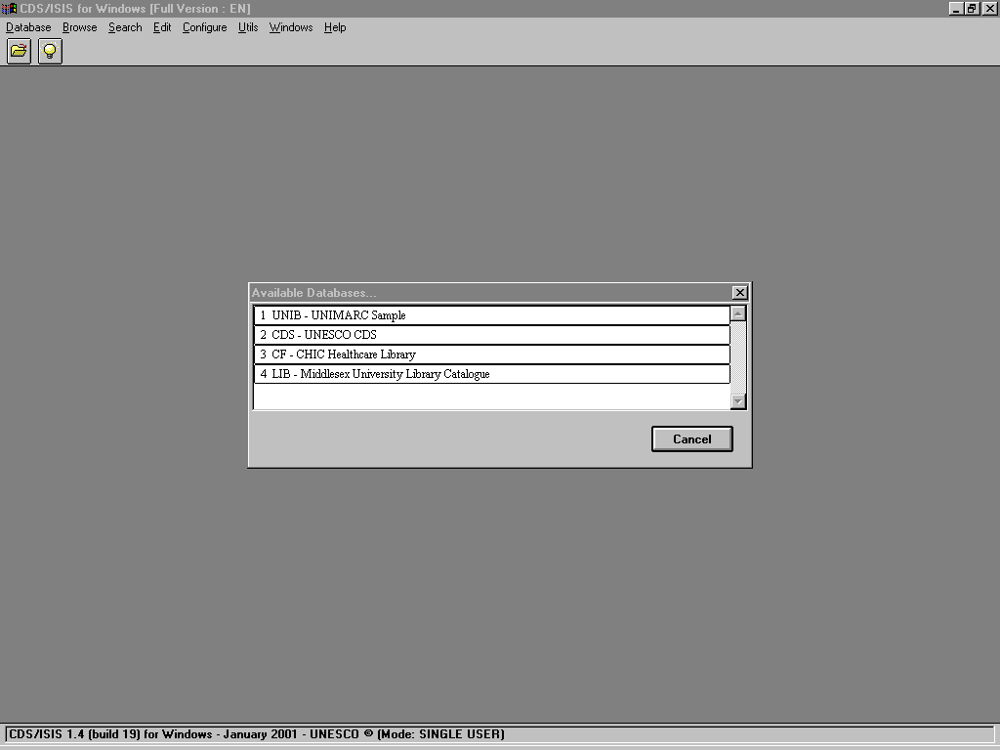 CDS/ISIS for Windows [Full Version : EN]
Database Browse Search Edit Configure Utils Windows Help
Available Databases...
1 UNIB - UNIMARC Sample
2 CDS - UNESCO CDS
3 CF - CHIC Healthcare Library
4 LIB - Middlesex University Library Catalogue
Cancel
CDS/ISIS 1.4 (build 19) for Windows - January 2001 - UNESCO © (Mode: SINGLE USER)